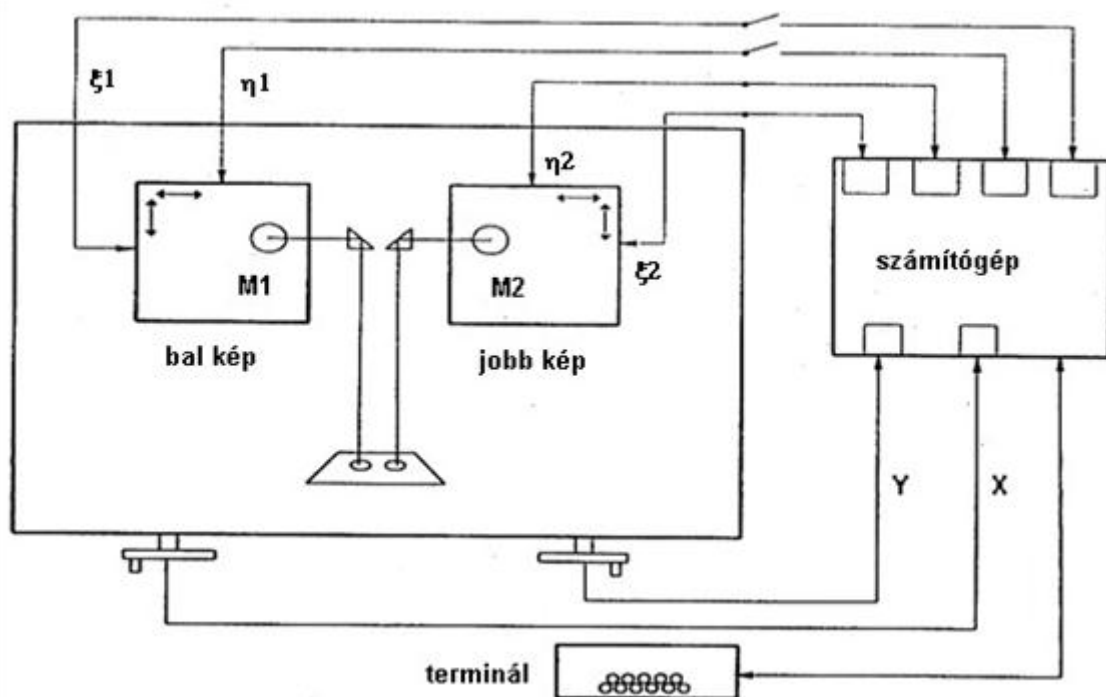 ξ1
η1
η2
ξ2
M1
M2
számítógép
bal kép
jobb kép
Y
X
terminál